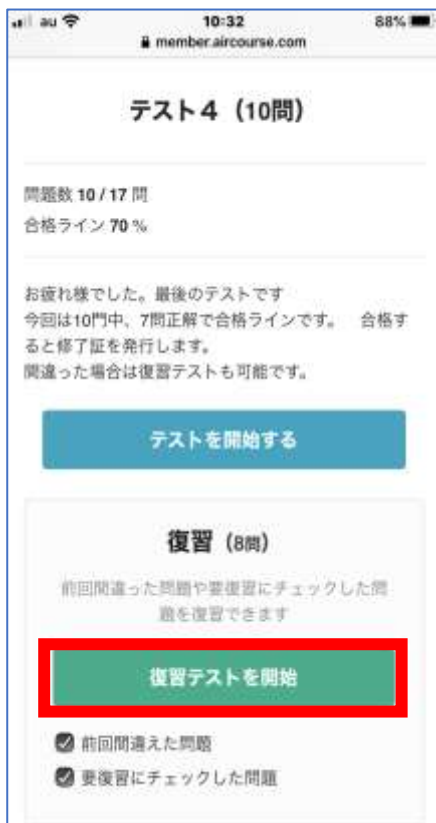 au 10:32 88%
member.aircourse.com
テスト４（10問）
問題数 10 / 17 問
合格ライン 70 %
お疲れ様でした。最後のテストです
今回は10門中、7問正解で合格ラインです。　合格す
ると修了証を発行します。
間違った場合は復習テストも可能です。
テストを開始する
復習（8問）
前回間違った問題や要復習にチェックした問
題を復習できます
復習テストを開始
前回間違えた問題
要復習にチェックした問題